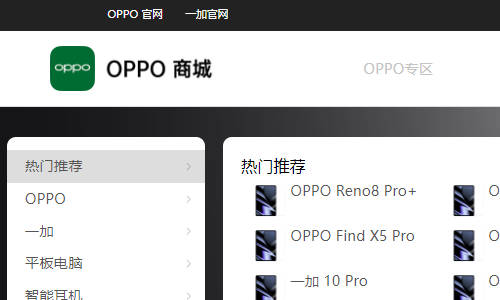 OPPO 官网 一加官网
oppo OPPO 商城 OPPO专区
热门推荐
OPPO
一加
平板电脑
智能耳机
热门推荐
OPPO Reno8 Pro+
OPPO Find X5 Pro
一加 10 Pro